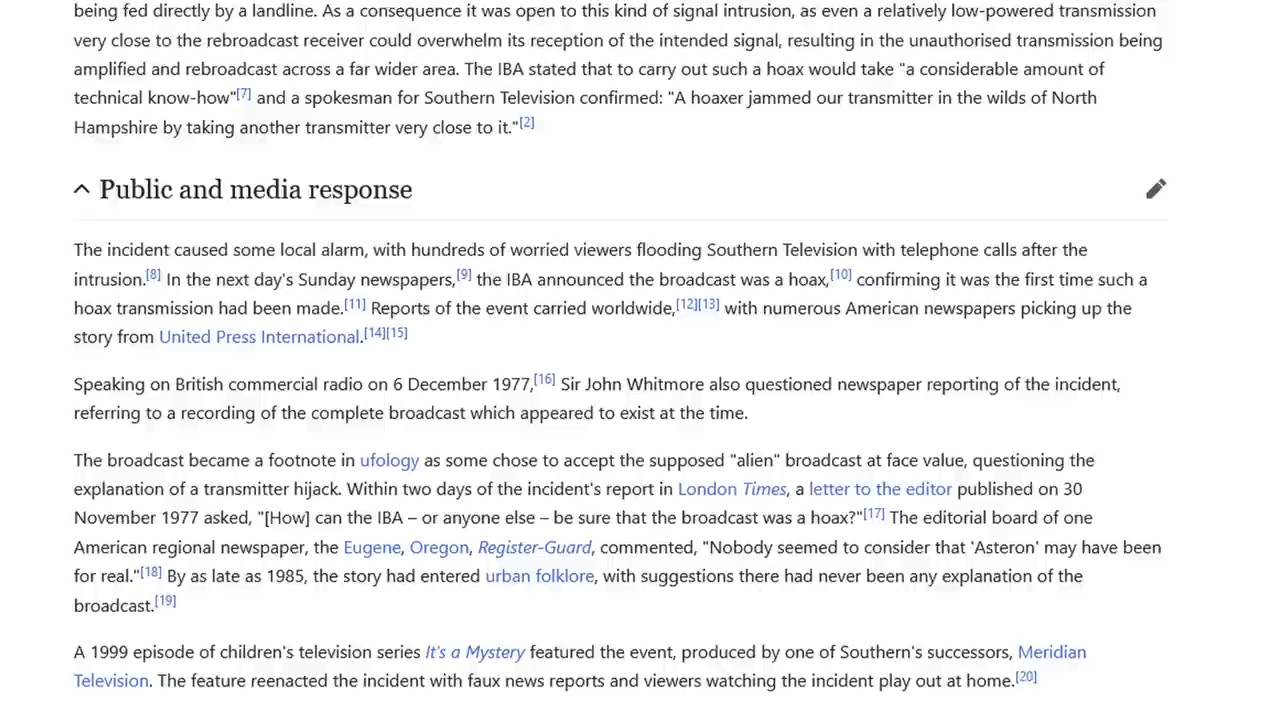 being fed directly by a landline. As a consequence it was open to this kind of signal intrusion, as even a relatively low-powered transmission
very close to the rebroadcast receiver could overwhelm its reception of the intended signal, resulting in the unauthorised transmission being
amplified and rebroadcast across a far wider area. The IBA stated that to carry out such a hoax would take "a considerable amount of
technical know-how"[7] and a spokesman for Southern Television confirmed: "A hoaxer jammed our transmitter in the wilds of North
Hampshire by taking another transmitter very close to it."[2]
Public and media response
The incident caused some local alarm, with hundreds of worried viewers flooding Southern Television with telephone calls after the
intrusion.[8] In the next day's Sunday newspapers,[9] the IBA announced the broadcast was a hoax,[10] confirming it was the first time such a
hoax transmission had been made.[11] Reports of the event carried worldwide,[12][13] with numerous American newspapers picking up the
story from United Press International.[14][15]
Speaking on British commercial radio on 6 December 1977,[16] Sir John Whitmore also questioned newspaper reporting of the incident,
referring to a recording of the complete broadcast which appeared to exist at the time.
The broadcast became a footnote in ufology as some chose to accept the supposed "alien" broadcast at face value, questioning the
explanation of a transmitter hijack. Within two days of the incident's report in London Times, a letter to the editor published on 30
November 1977 asked, "[How] can the IBA – or anyone else – be sure that the broadcast was a hoax?"[17] The editorial board of one
American regional newspaper, the Eugene, Oregon, Register-Guard, commented, "Nobody seemed to consider that 'Asteron' may have been
for real."[18] By as late as 1985, the story had entered urban folklore, with suggestions there had never been any explanation of the
broadcast.[19]
A 1999 episode of children's television series It's a Mystery featured the event, produced by one of Southern's successors, Meridian
Television. The feature reenacted the incident with faux news reports and viewers watching the incident play out at home.[20]